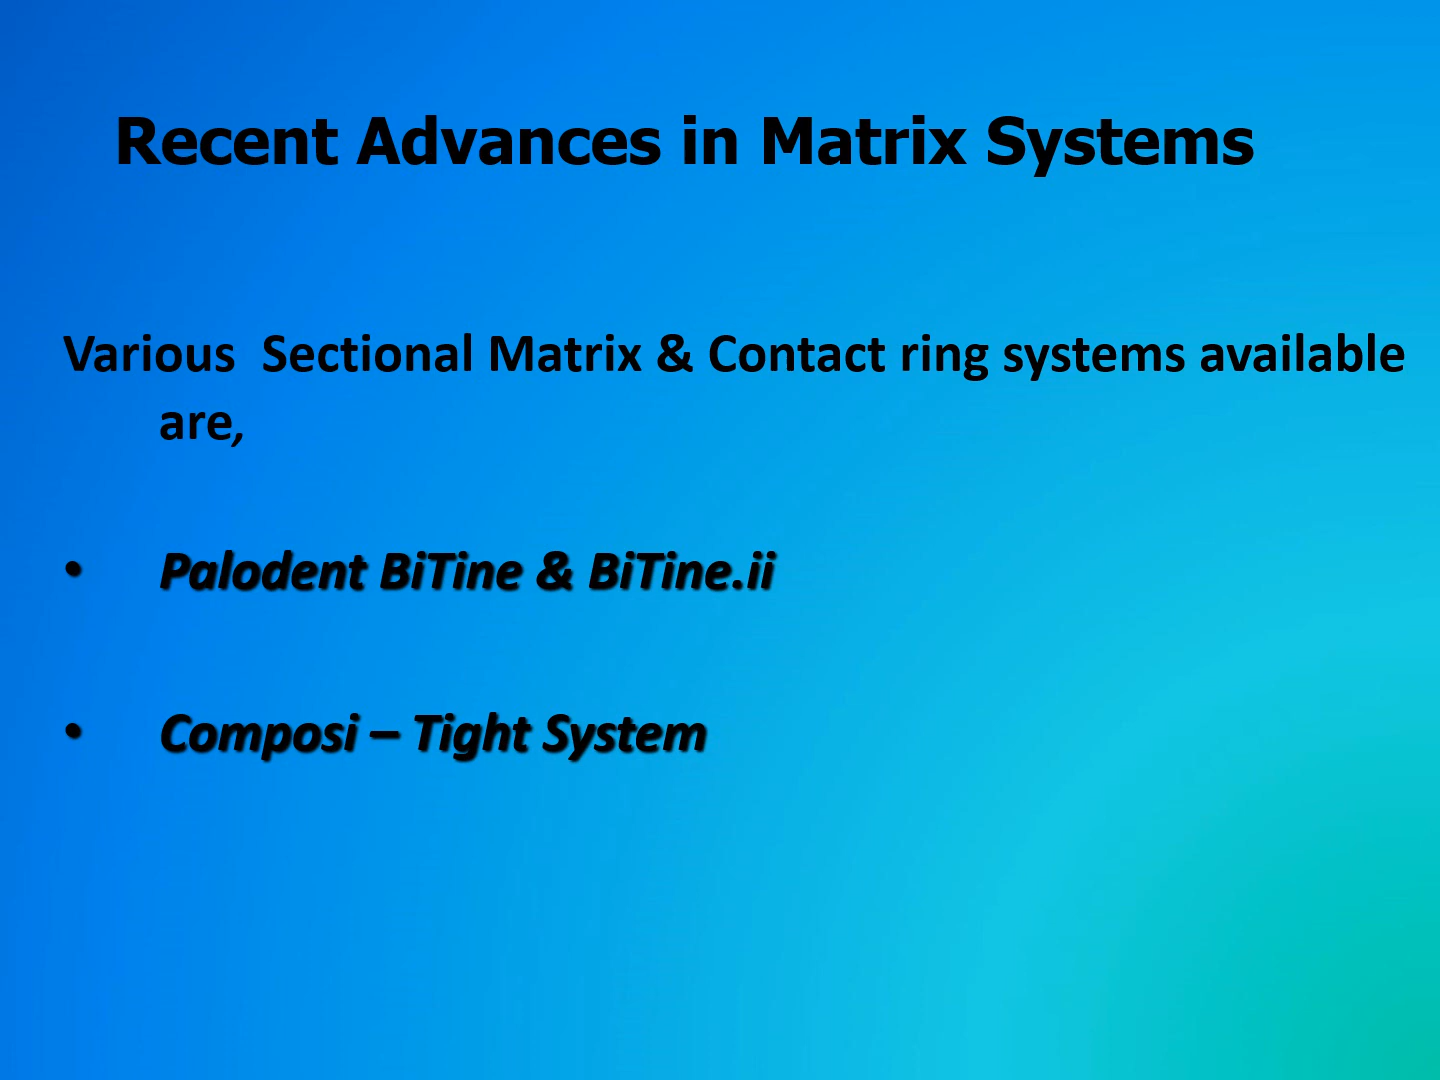 Recent Advances in Matrix Systems
Various  Sectional Matrix & Contact ring systems available
are,
• Palodent BiTine & BiTine.ii
• Composi – Tight System